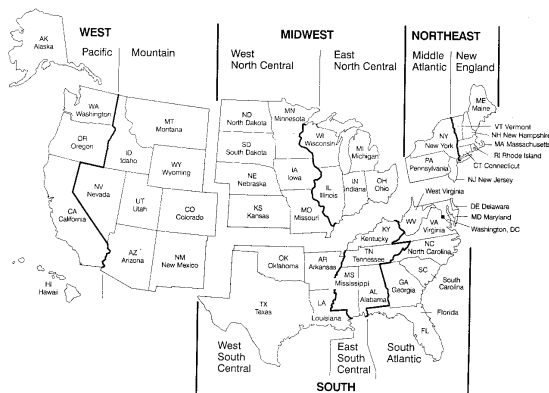 WEST
MIDWEST
NORTHEAST
Pacific
Mountain
West
North Central
East
North Central
Middle
Atlantic
New
England
AK
Alaska
WA
Washington
OR
Oregon
CA
California
HI
Hawaii
MT
Montana
ID
Idaho
WY
Wyoming
NV
Nevada
UT
Utah
CO
Colorado
AZ
Arizona
NM
New Mexico
ND
North Dakota
MN
Minnesota
SD
South Dakota
NE
Nebraska
IA
Iowa
KS
Kansas
MO
Missouri
WI
Wisconsin
MI
Michigan
IL
Illinois
IN
Indiana
OH
Ohio
ME
Maine
VT Vermont
NH New Hampshire
MA Massachusetts
RI Rhode Island
CT Connecticut
NJ New Jersey
NY
New York
PA
Pennsylvania
West Virginia
WV
VA
Virginia
DE Delaware
MD Maryland
Washington, DC
KY
Kentucky
TN
Tennessee
NC
North Carolina
SC
South
Carolina
GA
Georgia
Florida
FL
OK
Oklahoma
AR
Arkansas
TX
Texas
LA
Louisiana
MS
Mississippi
AL
Alabama
West
South
Central
East
South
Central
South
Atlantic
SOUTH